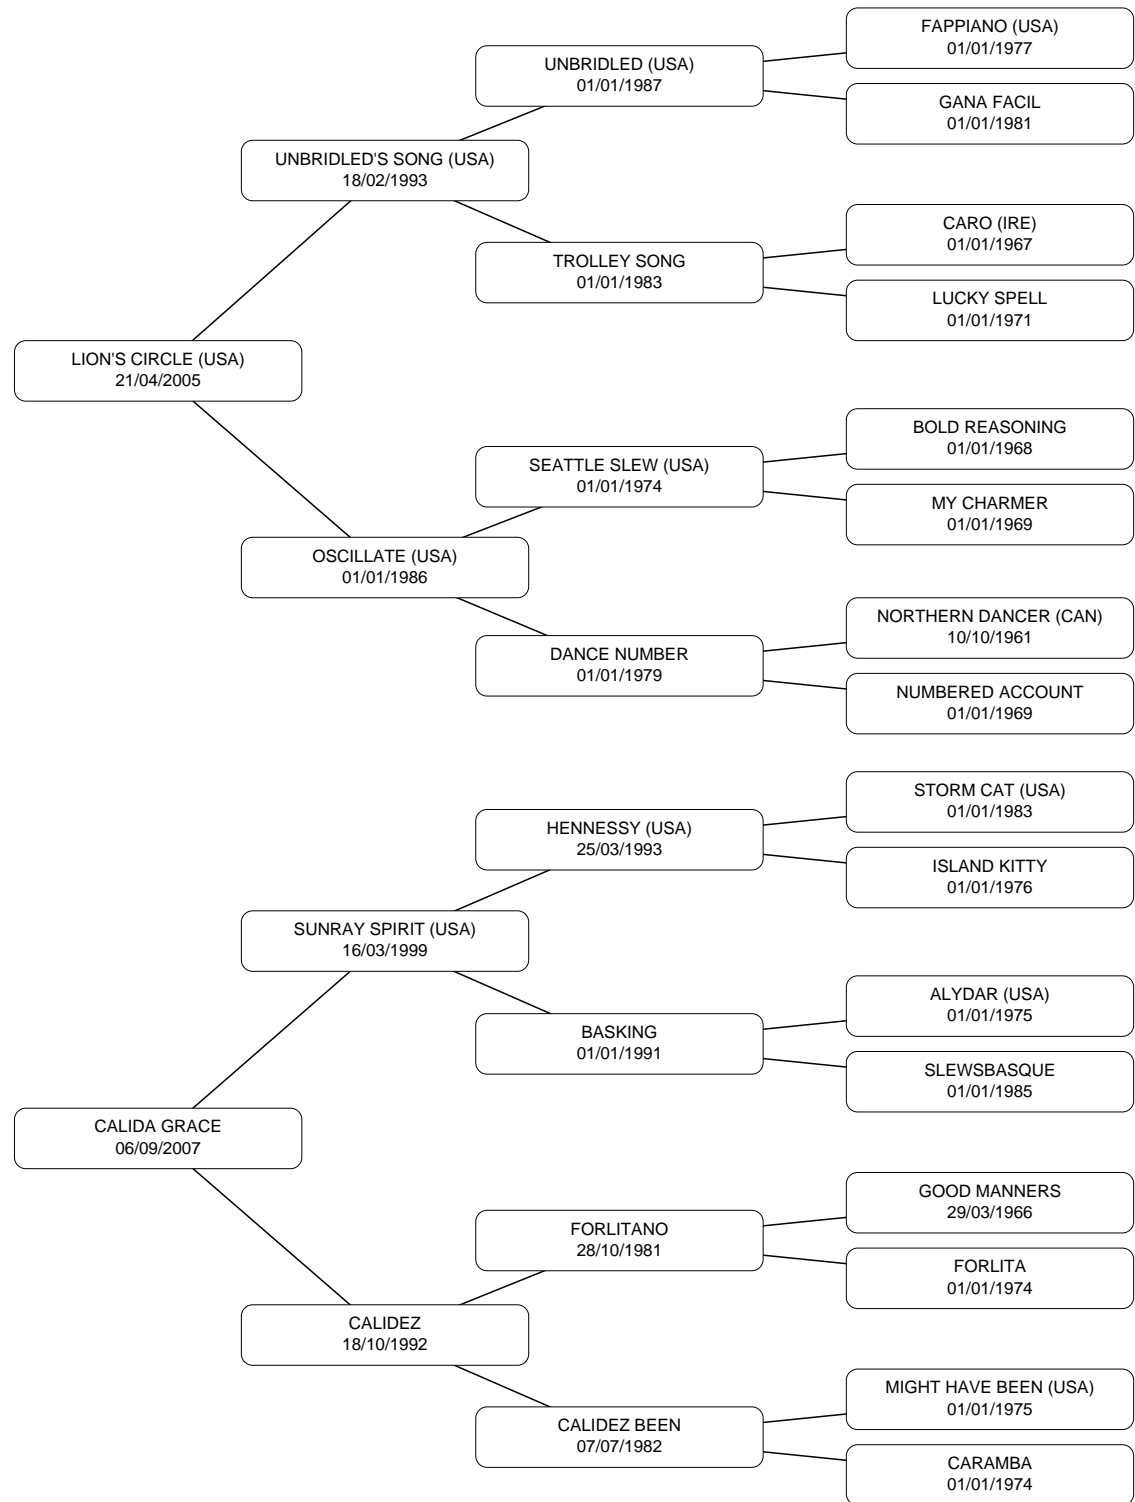 FAPPIANO (USA)
01/01/1977
UNBRIDLED (USA)
01/01/1987
GANA FACIL
01/01/1981
UNBRIDLED'S SONG (USA)
18/02/1993
CARO (IRE)
01/01/1967
TROLLEY SONG
01/01/1983
LUCKY SPELL
01/01/1971
LION'S CIRCLE (USA)
21/04/2005
BOLD REASONING
01/01/1968
SEATTLE SLEW (USA)
01/01/1974
MY CHARMER
01/01/1969
OSCILLATE (USA)
01/01/1986
NORTHERN DANCER (CAN)
10/10/1961
DANCE NUMBER
01/01/1979
NUMBERED ACCOUNT
01/01/1969
STORM CAT (USA)
01/01/1983
HENNESSY (USA)
25/03/1993
ISLAND KITTY
01/01/1976
SUNRAY SPIRIT (USA)
16/03/1999
ALYDAR (USA)
01/01/1975
BASKING
01/01/1991
SLEWSBASQUE
01/01/1985
CALIDA GRACE
06/09/2007
GOOD MANNERS
29/03/1966
FORLITANO
28/10/1981
FORLITA
01/01/1974
CALIDEZ
18/10/1992
MIGHT HAVE BEEN (USA)
01/01/1975
CALIDEZ BEEN
07/07/1982
CARAMBA
01/01/1974